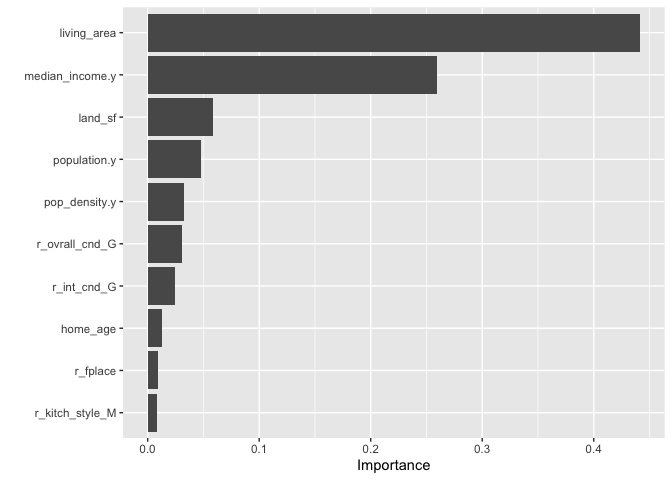 living_area
median_income.y
land_sf
population.y
pop_density.y
r_ovrall_cnd_G
r_int_cnd_G
home_age
r_fplace
r_kitch_style_M
0.0 0.1 0.2 0.3 0.4
Importance